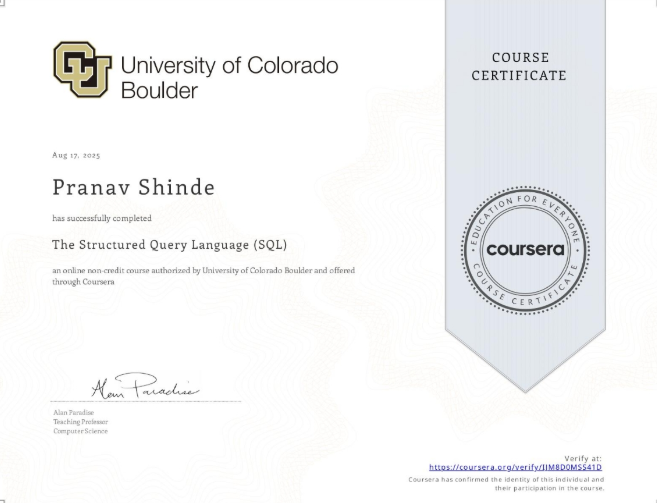 University of Colorado
Boulder
COURSE
CERTIFICATE
Aug 17, 2025
Pranav Shinde
has successfully completed
The Structured Query Language (SQL)
an online non-credit course authorized by University of Colorado Boulder and offered
through Coursera
EDUCATION FOR EVERYONE
coursera
COURSE CERTIFICATE
Alan Paradise
Alan Paradise
Teaching Professor
Computer Science
Verify at:
https://coursera.org/verify/JIM8D0MSS41D
Coursera has confirmed the identity of this individual and
their participation in the course.